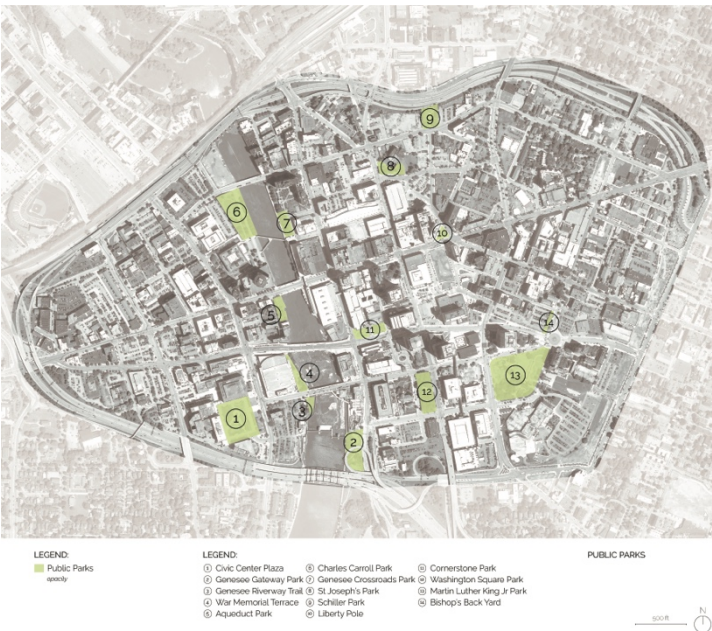 9
8
6
7
10
5
14
11
4
13
12
3
1
2
LEGEND:
Public Parks
opacity
LEGEND:
1 Civic Center Plaza
2 Genesee Gateway Park
3 Genesee Riverway Trail
4 War Memorial Terrace
5 Aqueduct Park
6 Charles Carroll Park
7 Genesee Crossroads Park
8 St Joseph's Park
9 Schiller Park
10 Liberty Pole
11 Cornerstone Park
12 Washington Square Park
13 Martin Luther King Jr Park
14 Bishop's Back Yard
PUBLIC PARKS
500 ft
N